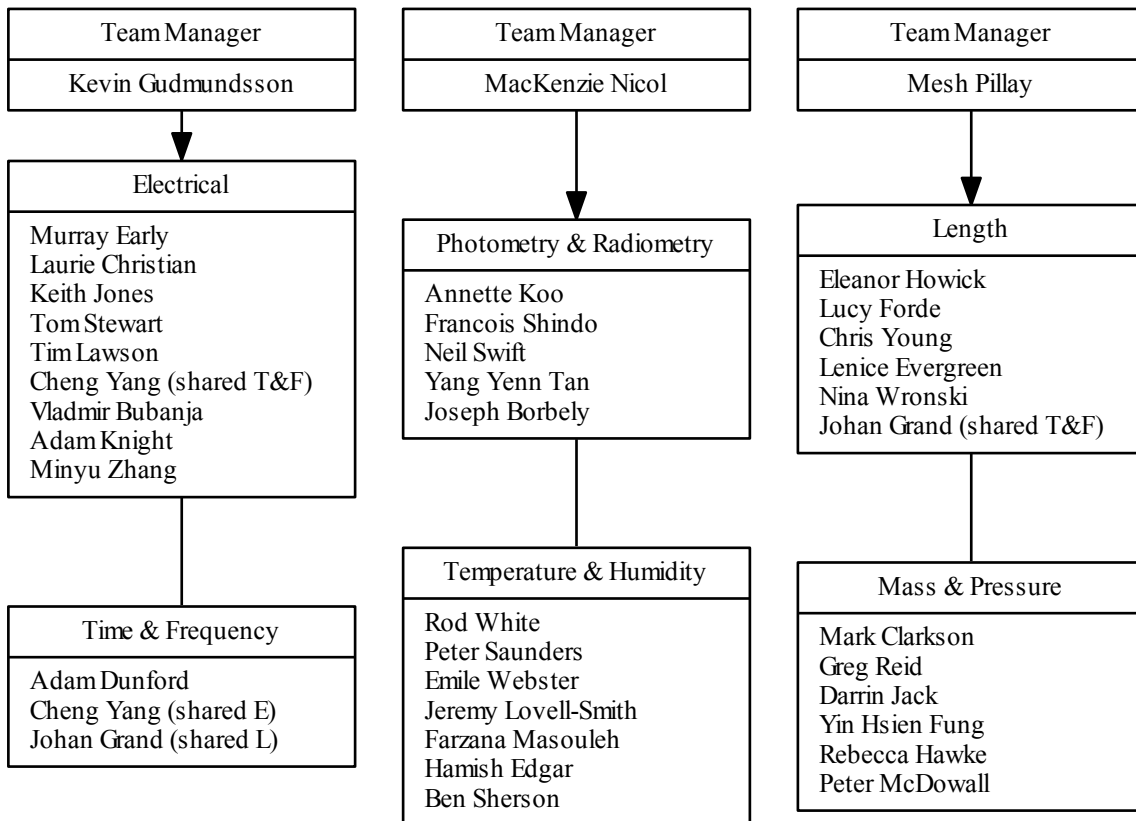 Team Manager
Kevin Gudmundsson
Electrical
Murray Early
Laurie Christian
Keith Jones
Tom Stewart
Tim Lawson
Cheng Yang (shared T&F)
Vladmir Bubanja
Adam Knight
Minyu Zhang
Time & Frequency
Adam Dunford
Cheng Yang (shared E)
Johan Grand (shared L)
Team Manager
MacKenzie Nicol
Photometry & Radiometry
Annette Koo
Francois Shindo
Neil Swift
Yang Yenn Tan
Joseph Borbely
Temperature & Humidity
Rod White
Peter Saunders
Emile Webster
Jeremy Lovell-Smith
Farzana Masouleh
Hamish Edgar
Ben Sherson
Team Manager
Mesh Pillay
Length
Eleanor Howick
Lucy Forde
Chris Young
Lenice Evergreen
Nina Wronski
Johan Grand (shared T&F)
Mass & Pressure
Mark Clarkson
Greg Reid
Darrin Jack
Yin Hsien Fung
Rebecca Hawke
Peter McDowall